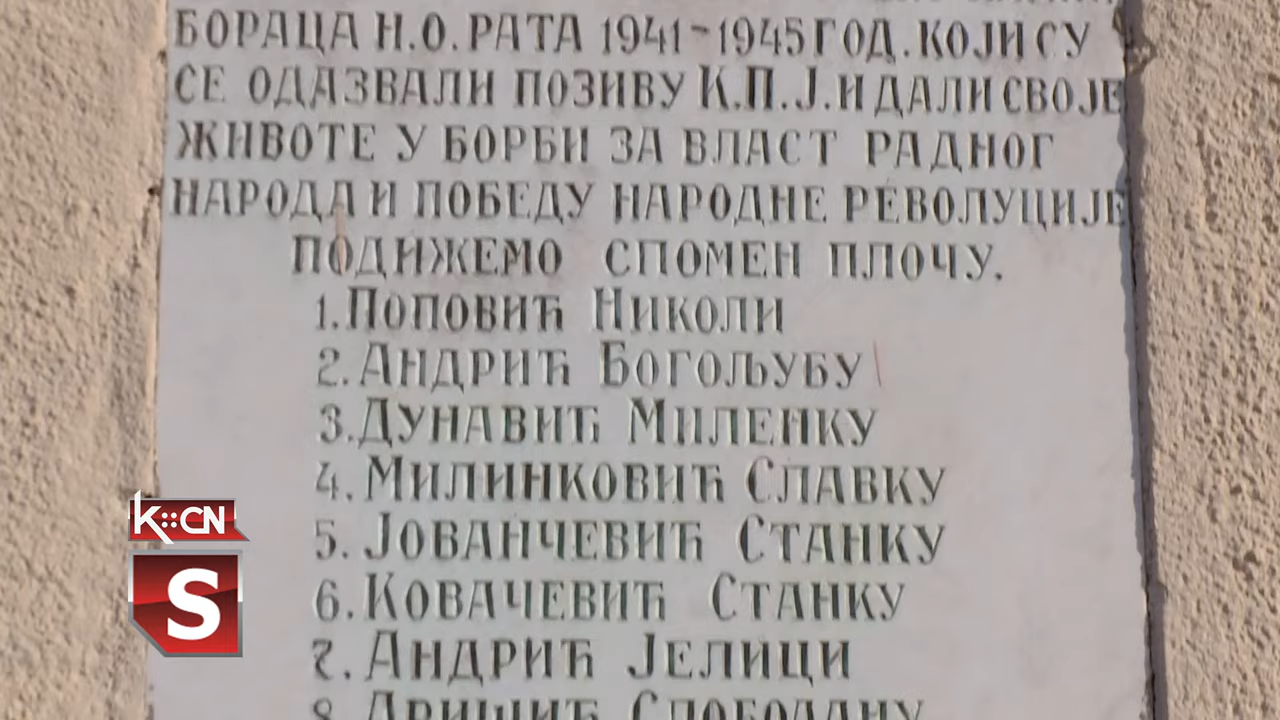 БОРАЦА Н.О. РАТА 1941-1945 ГОД. КОЈИ СУ
СЕ ОДАЗВАЛИ ПОЗИВУ К.П.Ј. И ДАЛИ СВОЈЕ
ЖИВОТЕ У БОРБИ ЗА ВЛАСТ РАДНОГ
НАРОДА И ПОБЕДУ НАРОДНЕ РЕВОЛУЦИЈЕ
ПОДИЖЕМО СПОМЕН ПЛОЧУ.
1. ПОПОВИЋ НИКОЛИ
2. АНДРИЋ БОГОЉУБУ
3. ДУНАВИЋ МИЛЕНКУ
4. МИЛИНКОВИЋ СЛАВКУ
5. ЈОВАНЧЕВИЋ СТАНКУ
6. КОВАЧЕВИЋ СТАНКУ
7. АНДРИЋ ЈЕЛИЦИ
8. СЛОБОДАНУ
K::CN
S